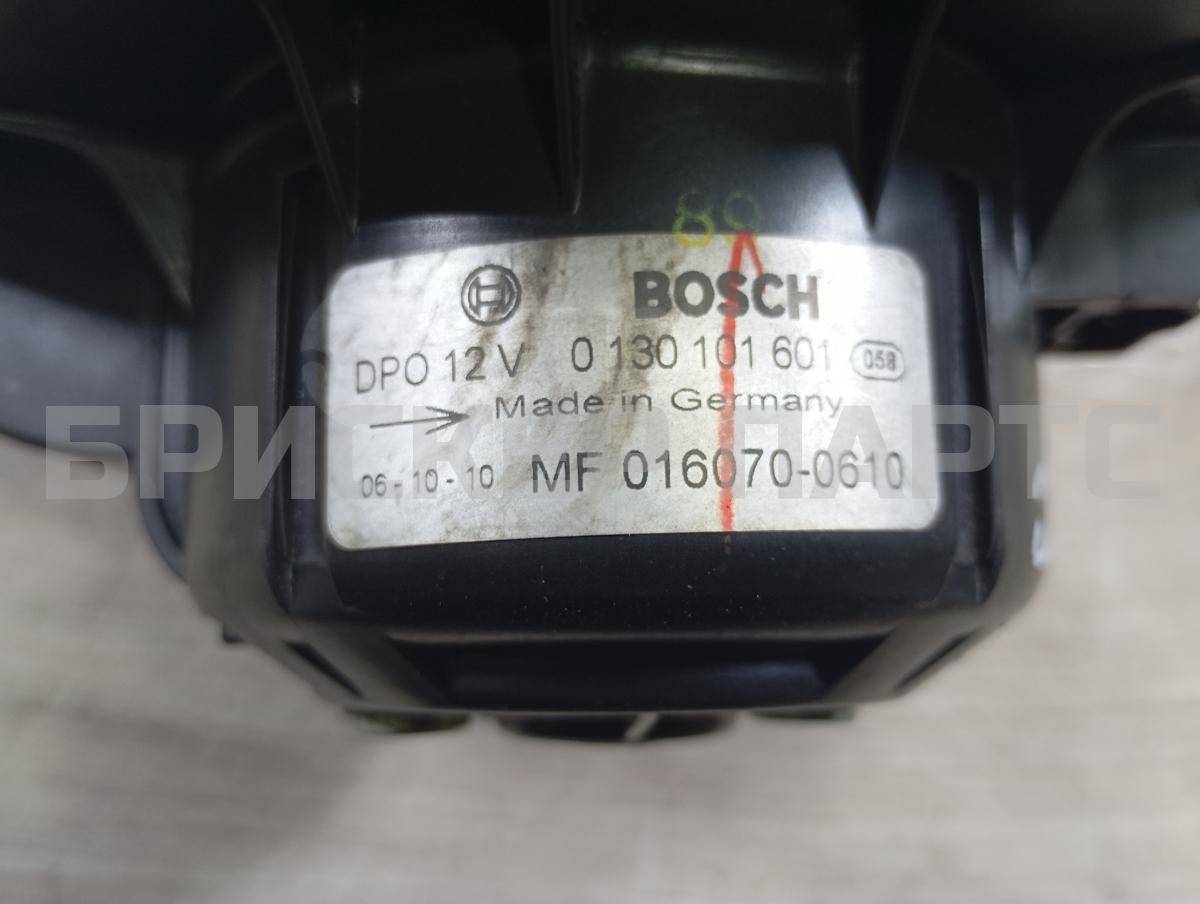 89
BOSCH
DPO 12 V 0 130 101 601 058
Made in Germany
БРИСКО ПАРТС
06-10-10 MF 016070-0610